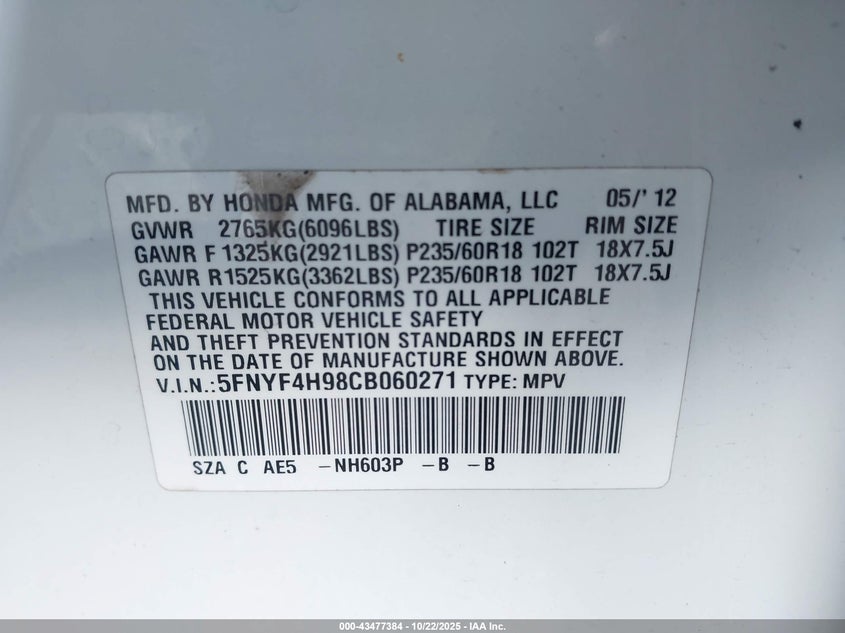 MFD. BY HONDA MFG. OF ALABAMA, LLC 05/' 12
GVWR 2765KG(6096LBS) TIRE SIZE RIM SIZE
GAWR F 1325KG(2921LBS) P235/60R18 102T 18X7.5J
GAWR R1525KG(3362LBS) P235/60R18 102T 18X7.5J
THIS VEHICLE CONFORMS TO ALL APPLICABLE
FEDERAL MOTOR VEHICLE SAFETY
AND THEFT PREVENTION STANDARDS IN EFFECT
ON THE DATE OF MANUFACTURE SHOWN ABOVE.
V.I.N.:5FNYF4H98CB060271 TYPE: MPV
SZA C AE5 -NH603P -B -B
000-43477384 - 10/22/2025 - IAA Inc.